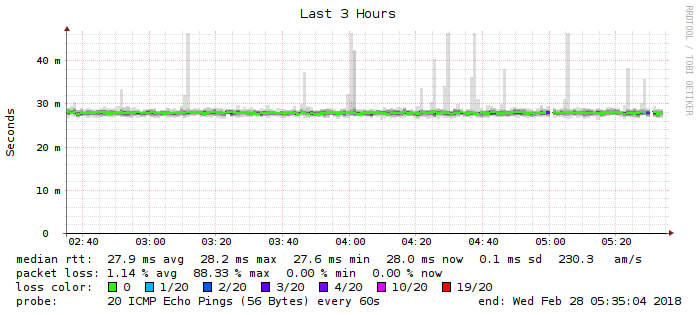 Last 3 Hours
RRDTOOL / TOBI OETIKER
Seconds
40 m
30 m
20 m
10 m
0
02:40 03:00 03:20 03:40 04:00 04:20 04:40 05:00 05:20
median rtt: 27.9 ms avg 28.2 ms max 27.6 ms min 28.0 ms now 0.1 ms sd 230.3 am/s
packet loss: 1.14 % avg 88.33 % max 0.00 % min 0.00 % now
loss color: 0 1/20 2/20 3/20 4/20 10/20 19/20
probe: 20 ICMP Echo Pings (56 Bytes) every 60s end: Wed Feb 28 05:35:04 2018